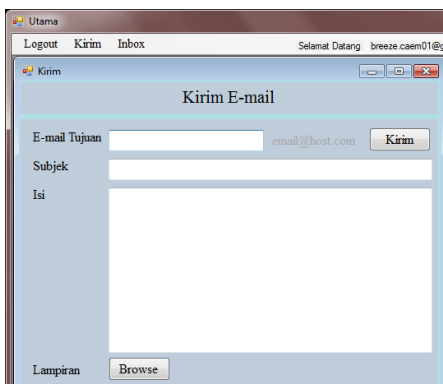 Utama
Logout Kirim Inbox Selamat Datang breeze.caem01@g
Kirim
Kirim E-mail
E-mail Tujuan email@host.com Kirim
Subjek
Isi
Lampiran Browse